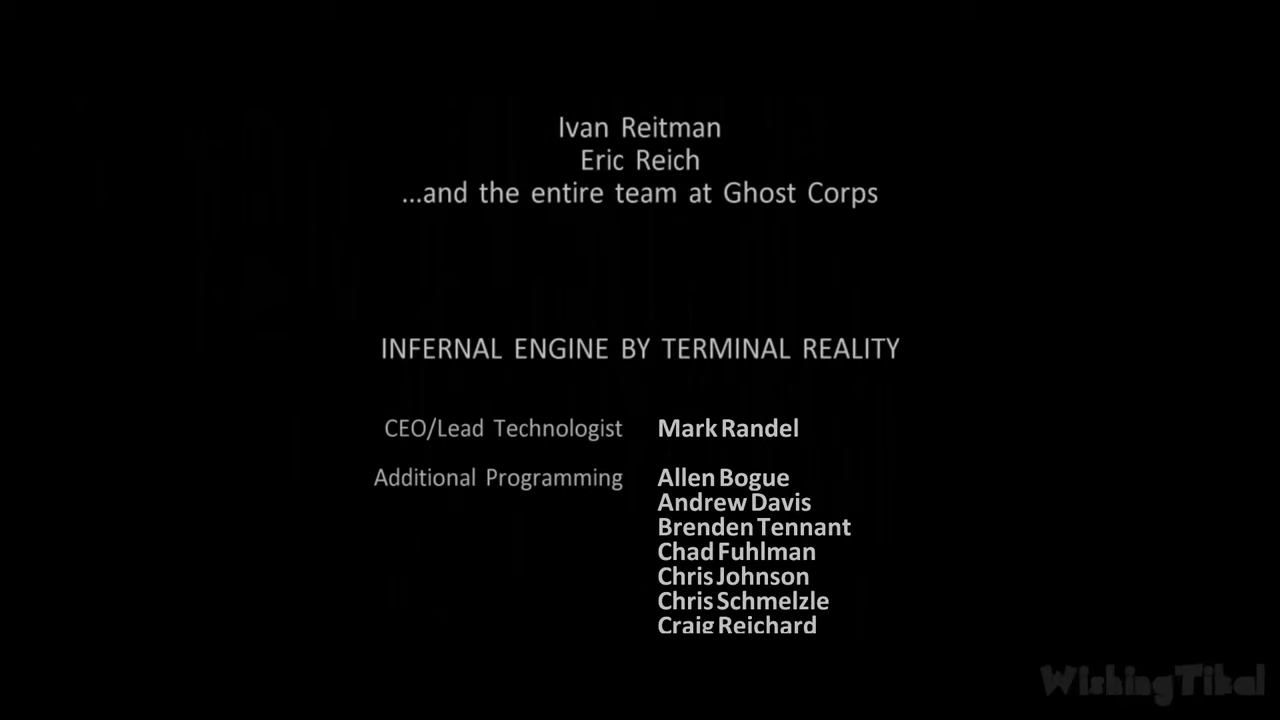 Ivan Reitman
Eric Reich
...and the entire team at Ghost Corps
INFERNAL ENGINE BY TERMINAL REALITY
CEO/Lead Technologist Mark Randel
Additional Programming Allen Bogue
Andrew Davis
Brenden Tennant
Chad Fuhlman
Chris Johnson
Chris Schmelzle
Craig Reichard
WishingTikal